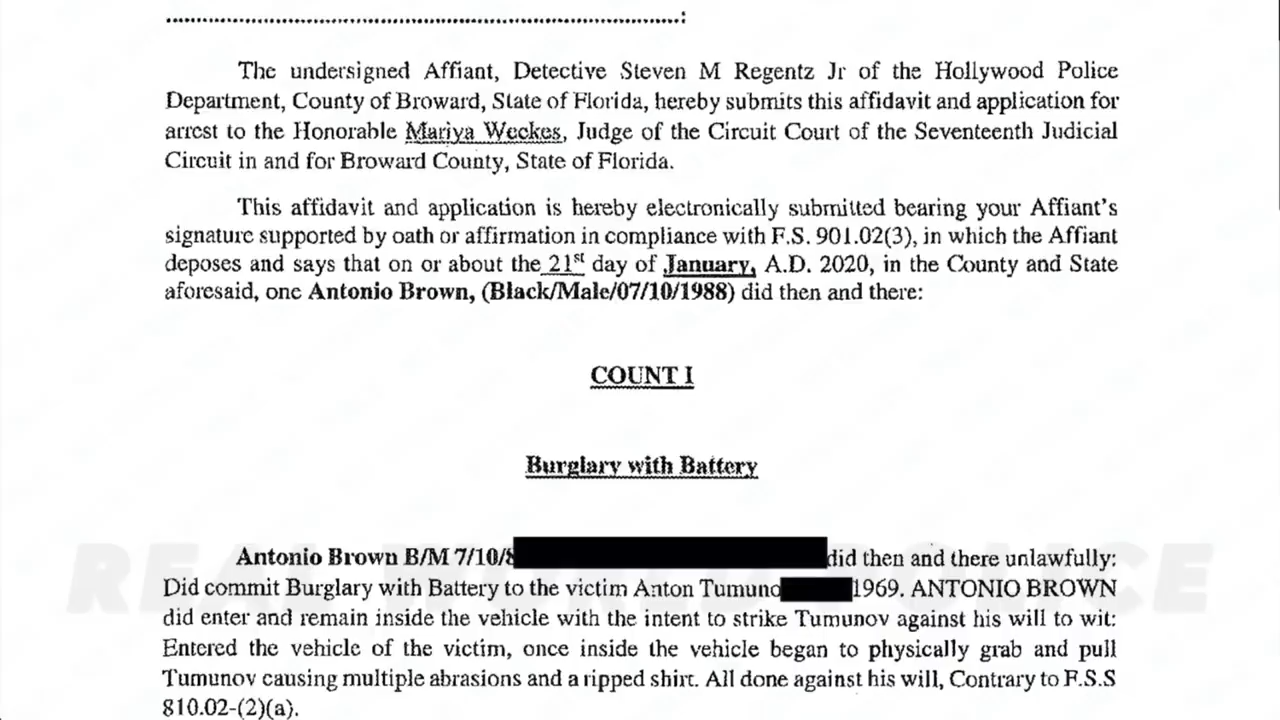 The undersigned Affiant, Detective Steven M Regentz Jr of the Hollywood Police
Department, County of Broward, State of Florida, hereby submits this affidavit and application for
arrest to the Honorable Mariya Weekes, Judge of the Circuit Court of the Seventeenth Judicial
Circuit in and for Broward County, State of Florida.
This affidavit and application is hereby electronically submitted bearing your Affiant's
signature supported by oath or affirmation in compliance with F.S. 901.02(3), in which the Affiant
deposes and says that on or about the 21st day of January, A.D. 2020, in the County and State
aforesaid, one Antonio Brown, (Black/Male/07/10/1988) did then and there:
COUNT I
Burglary with Battery
Antonio Brown B/M 7/10/8 did then and there unlawfully:
Did commit Burglary with Battery to the victim Anton Tumuno 1969. ANTONIO BROWN
did enter and remain inside the vehicle with the intent to strike Tumunov against his will to wit:
Entered the vehicle of the victim, once inside the vehicle began to physically grab and pull
Tumunov causing multiple abrasions and a ripped shirt. All done against his will, Contrary to F.S.S
810.02-(2)(a).